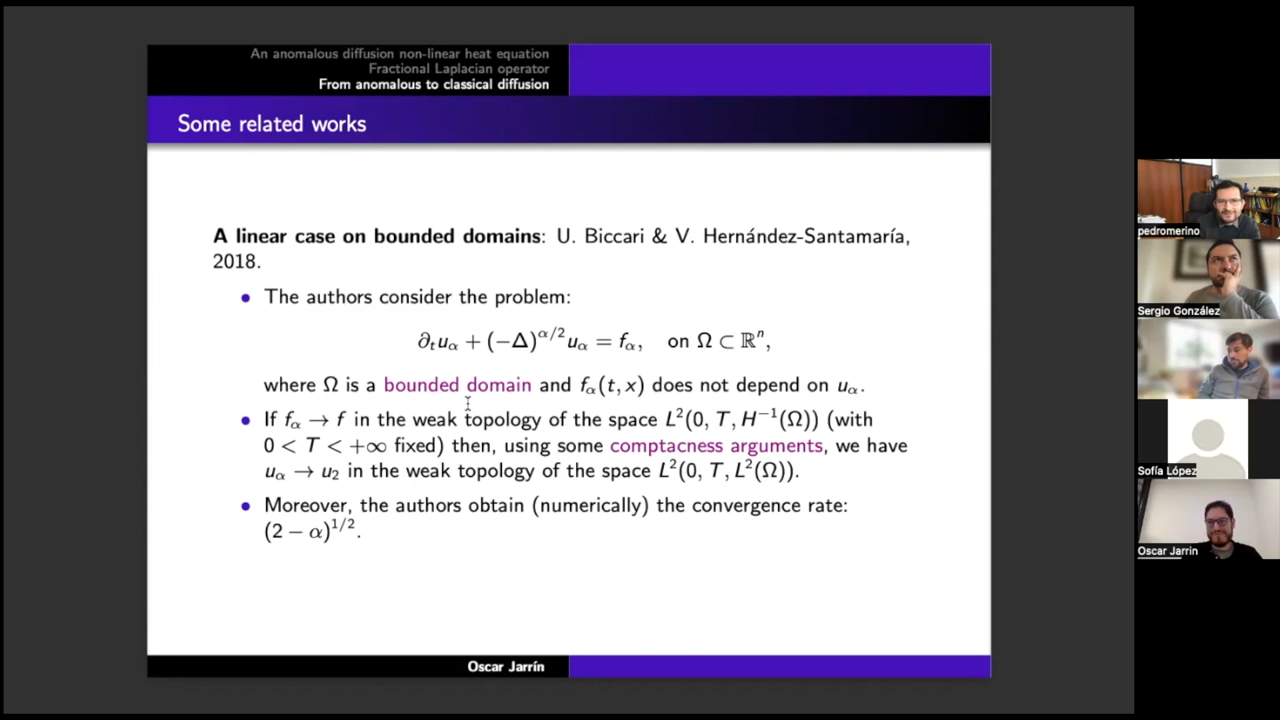 An anomalous diffusion non-linear heat equation
Fractional Laplacian operator
From anomalous to classical diffusion
Some related works
A linear case on bounded domains: U. Biccari & V. Hernández-Santamaría,
2018.
• The authors consider the problem:
∂ₜu_α + (−Δ)^{α/2}u_α = f_α, on Ω ⊂ ℝⁿ,
where Ω is a bounded domain and f_α(t, x) does not depend on u_α.
• If f_α → f in the weak topology of the space L²(0, T, H⁻¹(Ω)) (with
0 < T < +∞ fixed) then, using some comptacness arguments, we have
u_α → u₂ in the weak topology of the space L²(0, T, L²(Ω)).
• Moreover, the authors obtain (numerically) the convergence rate:
(2 − α)^{1/2}.
Oscar Jarrín
pedromerino
Sergio González
Sofía López
Oscar Jarrin